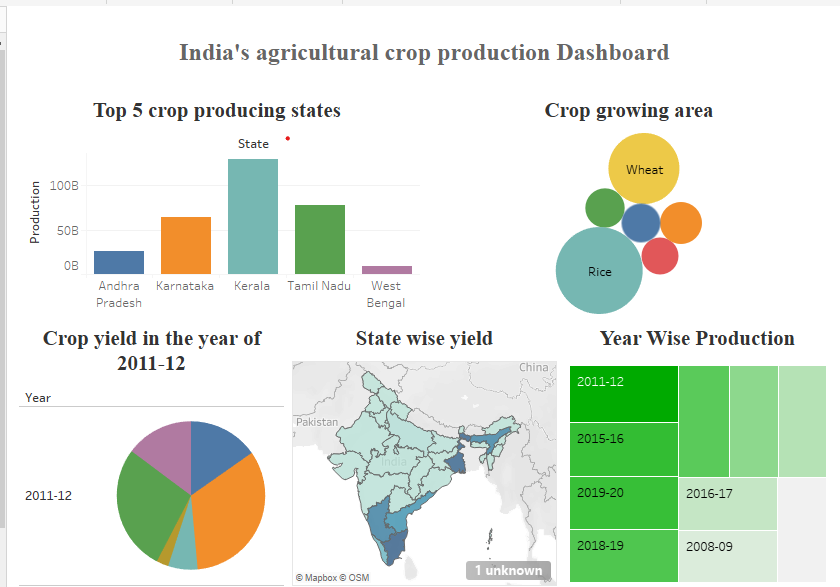 India's agricultural crop production Dashboard
Top 5 crop producing states
Crop growing area
State
Production
100B
50B
0B
Andhra
Pradesh
Karnataka
Kerala
Tamil Nadu
West
Bengal
Wheat
Rice
Crop yield in the year of
2011-12
State wise yield
Year Wise Production
Year
2011-12
China
Pakistan
India
© Mapbox © OSM
1 unknown
2011-12
2015-16
2019-20
2018-19
2016-17
2008-09